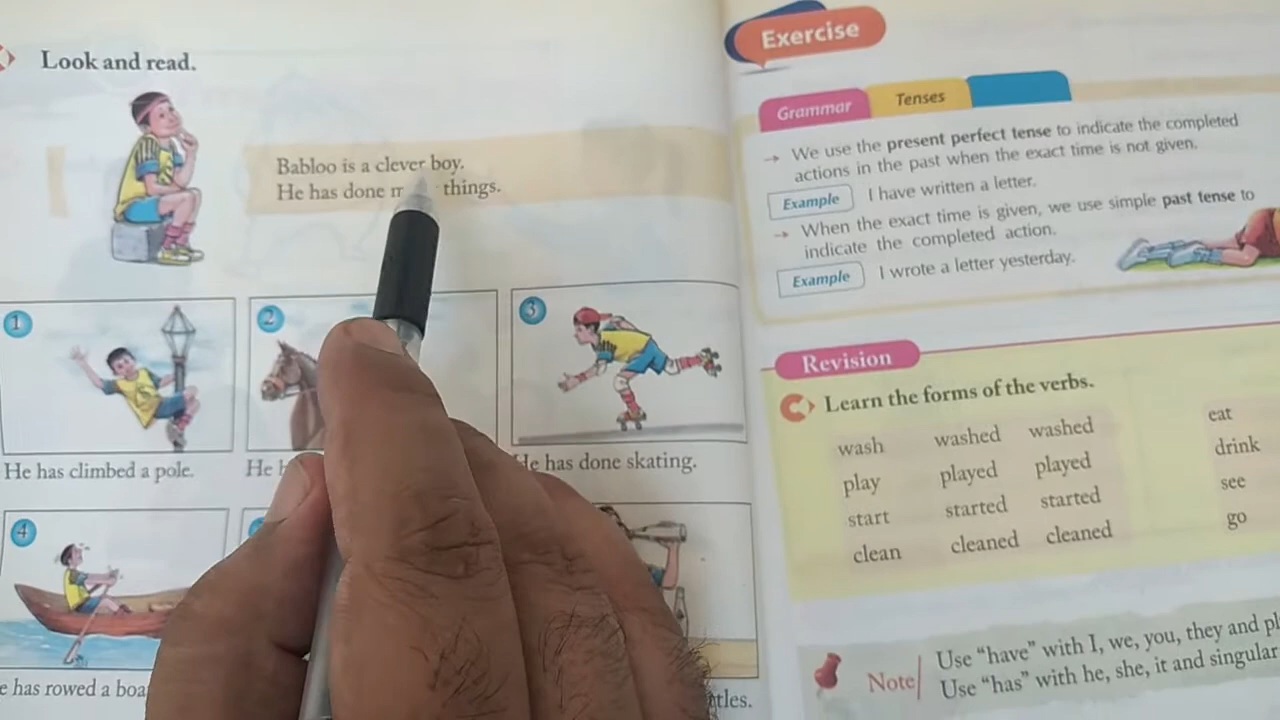 Look and read.
Babloo is a clever boy.
He has done things.
1
2
3
He has climbed a pole.
He
He has done skating.
4
has rowed a
Exercise
Grammar
Tenses
→ We use the present perfect tense to indicate the completed
actions in the past when the exact time is not given.
Example I have written a letter.
→ When the exact time is given, we use simple past tense to
indicate the completed action.
Example I wrote a letter yesterday.
Revision
Learn the forms of the verbs.
wash washed washed
play played played
start started started
clean cleaned cleaned
eat
drink
see
go
Note
Use “have” with I, we, you, they and
Use “has” with he, she, it and singular